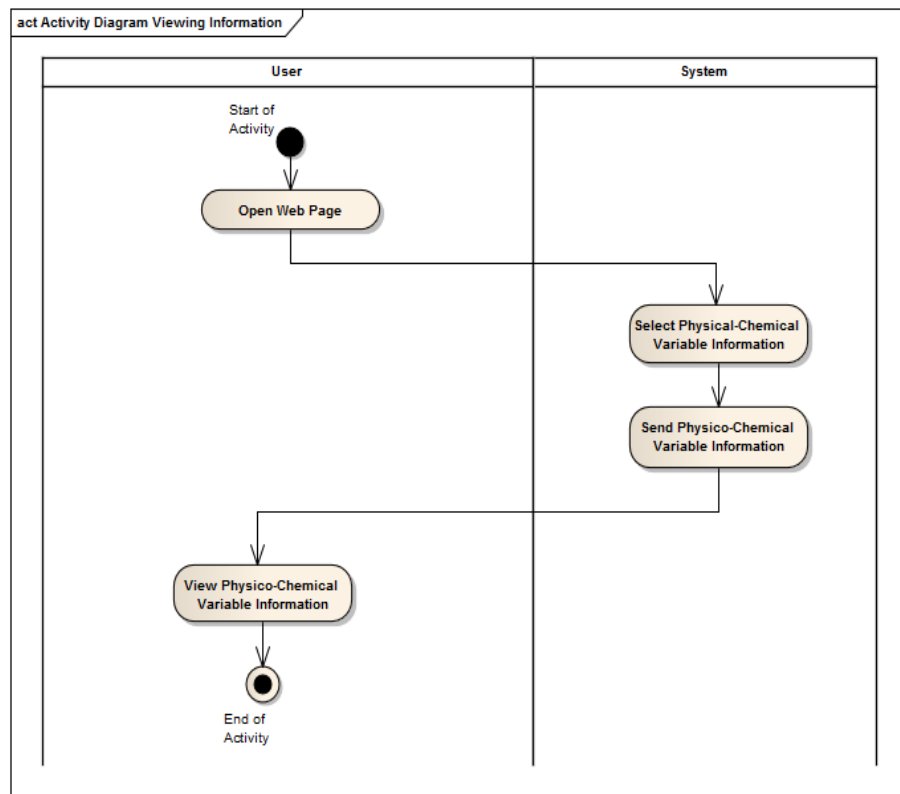 act Activity Diagram Viewing Information
User
System
Start of
Activity
Open Web Page
Select Physical-Chemical
Variable Information
Send Physico-Chemical
Variable Information
View Physico-Chemical
Variable Information
End of
Activity